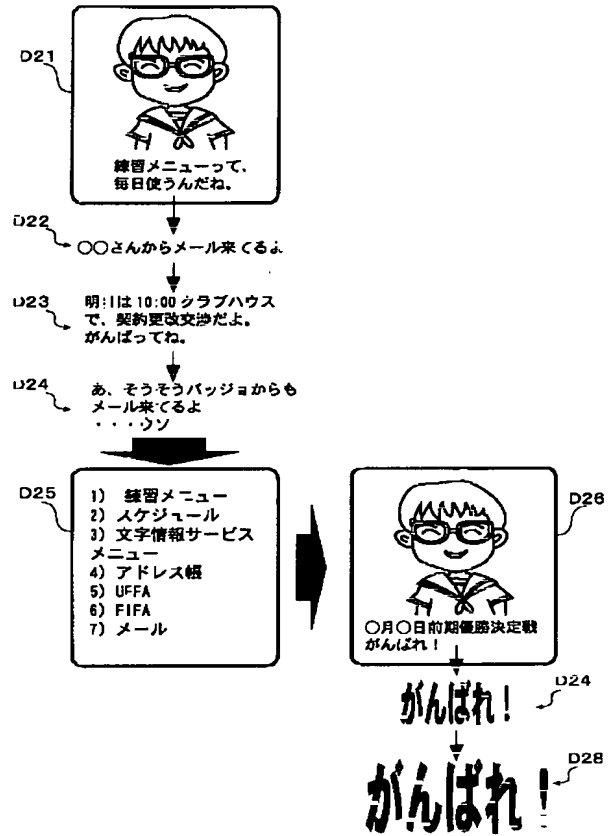 D21
練習メニューって、
毎日使うんだね。
D22
○○さんからメール来てるよ
D23
明日は10:00クラブハウス
で、契約更改交渉だよ。
がんばってね。
D24
あ、そうそうバッジョからも
メール来てるよ
・・・ウソ
D25
1) 練習メニュー
2) スケジュール
3) 文字情報サービス
メニュー
4) アドレス帳
5) UFFA
6) FIFA
7) メール
D26
○月○日前期優勝決定戦
がんばれ！
D24
がんばれ！
D28
がんばれ！